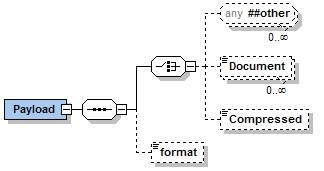 any ##other
0..∞
Document
0..∞
Payload
Compressed
format